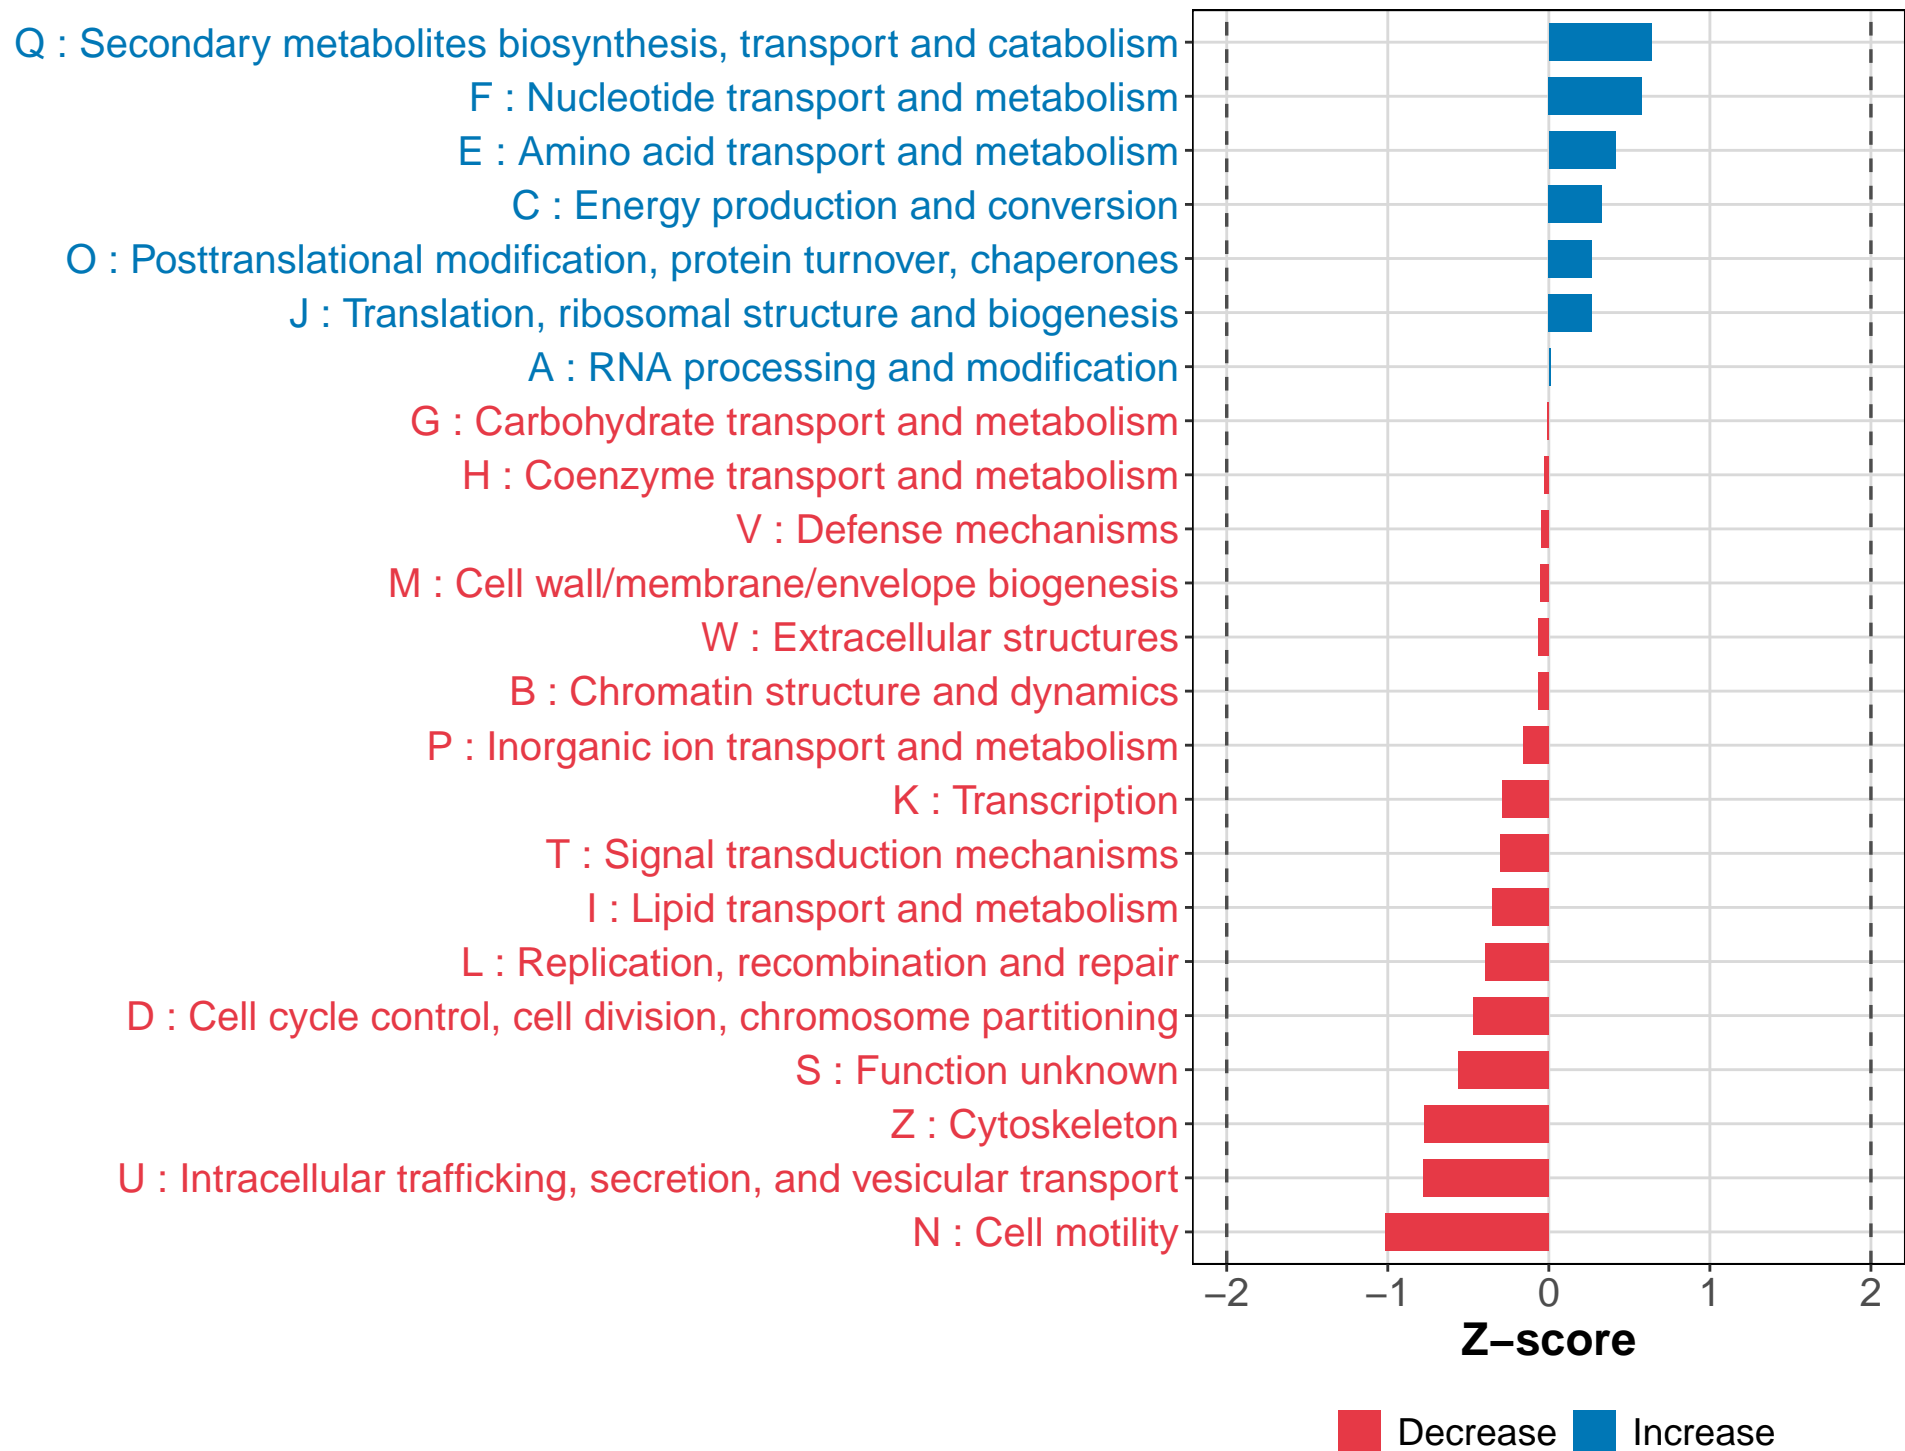 Q : Secondary metabolites biosynthesis, transport and catabolism
F : Nucleotide transport and metabolism
E : Amino acid transport and metabolism
C : Energy production and conversion
O : Posttranslational modification, protein turnover, chaperones
J : Translation, ribosomal structure and biogenesis
A : RNA processing and modification
G : Carbohydrate transport and metabolism
H : Coenzyme transport and metabolism
V : Defense mechanisms
M : Cell wall/membrane/envelope biogenesis
W : Extracellular structures
B : Chromatin structure and dynamics
P : Inorganic ion transport and metabolism
K : Transcription
T : Signal transduction mechanisms
I : Lipid transport and metabolism
L : Replication, recombination and repair
D : Cell cycle control, cell division, chromosome partitioning
S : Function unknown
Z : Cytoskeleton
U : Intracellular trafficking, secretion, and vesicular transport
N : Cell motility
−2 −1 0 1 2
Z−score
Decrease Increase